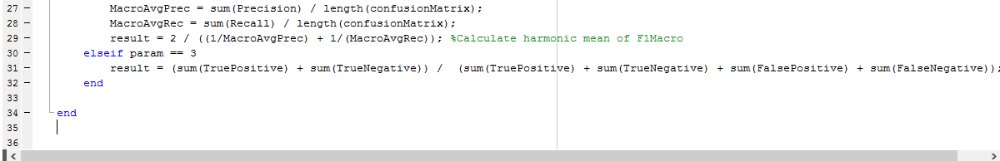 27 – MacroAvgPrec = sum(Precision) / length(confusionMatrix);
28 – MacroAvgRec = sum(Recall) / length(confusionMatrix);
29 – result = 2 / ((1/MacroAvgPrec) + 1/(MacroAvgRec)); %Calculate harmonic mean of F1Macro
30 – elseif param == 3
31 – result = (sum(TruePositive) + sum(TrueNegative)) / (sum(TruePositive) + sum(TrueNegative) + sum(FalsePositive) + sum(FalseNegative));
32 – end
33
34 – end
35
36